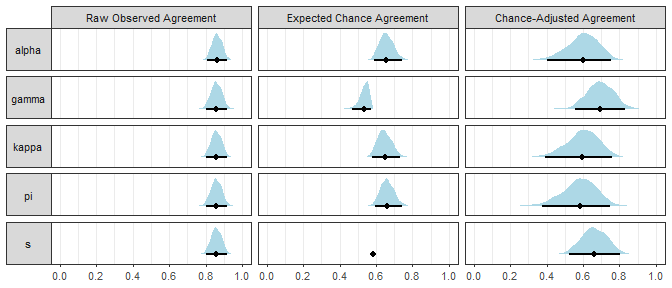 Raw Observed Agreement Expected Chance Agreement Chance-Adjusted Agreement
alpha
gamma
kappa
pi
s
0.0 0.2 0.4 0.6 0.8 1.0 0.0 0.2 0.4 0.6 0.8 1.0 0.0 0.2 0.4 0.6 0.8 1.0